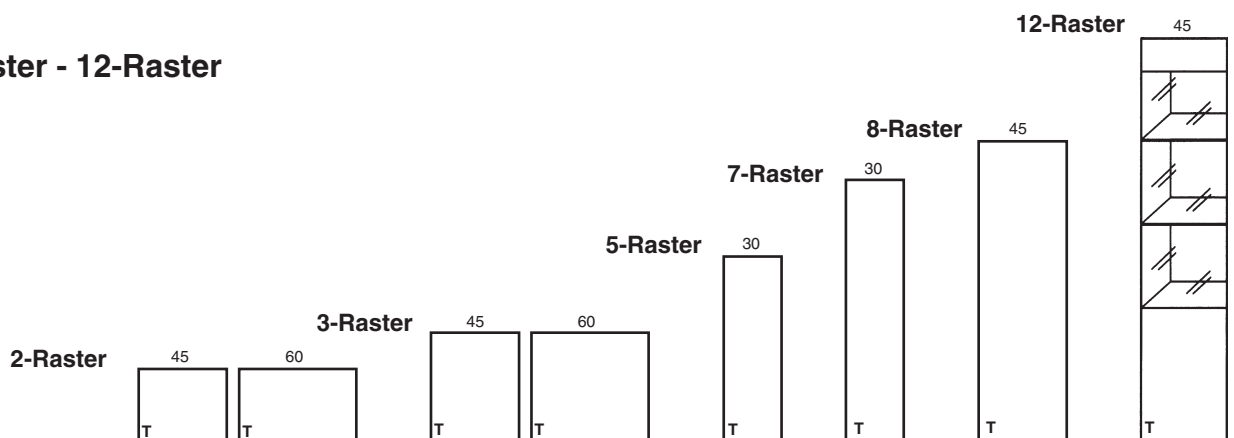 12-Raster 45
- 12-Raster
8-Raster 45
7-Raster 30
5-Raster 30
3-Raster 45 60
2-Raster 45 60
T T T T T T T T